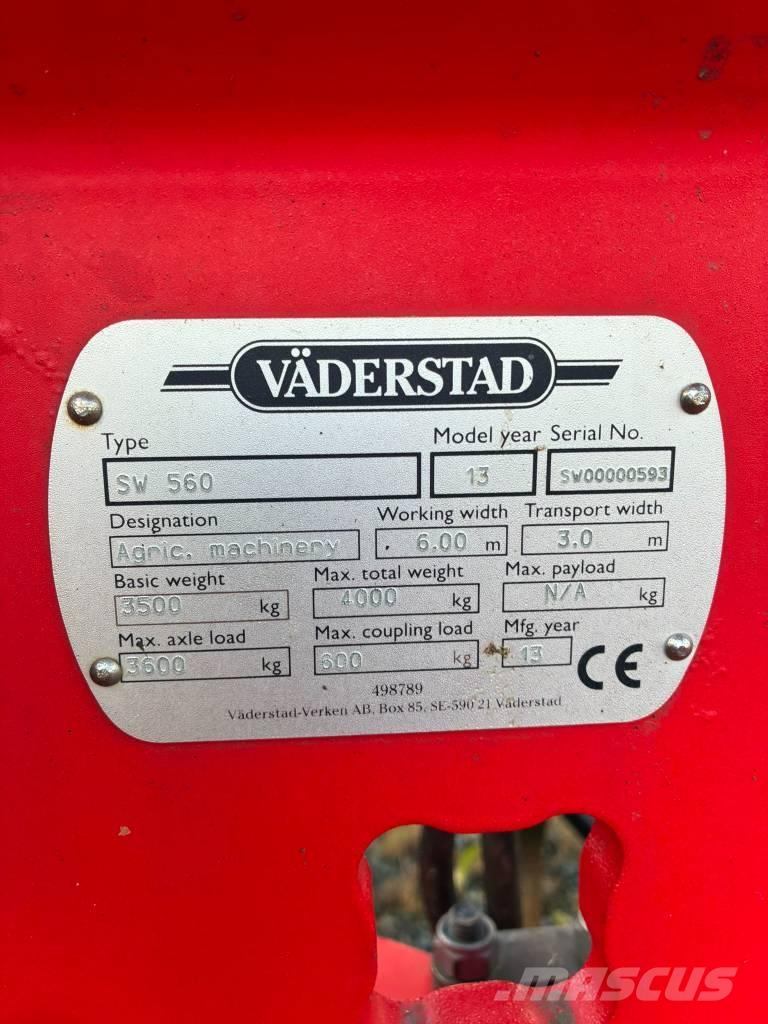 VÄDERSTAD
Type Model year Serial No.
SW 560 13 SW00000593
Designation Working width Transport width
Agric. machinery 6.00 m 3.0 m
Basic weight Max. total weight Max. payload
3500 kg 4000 kg N/A kg
Max. axle load Max. coupling load Mfg. year
3600 kg 600 kg 13 CE
498789
Väderstad-Verken AB, Box 85, SE-590 21 Väderstad
MASCUS